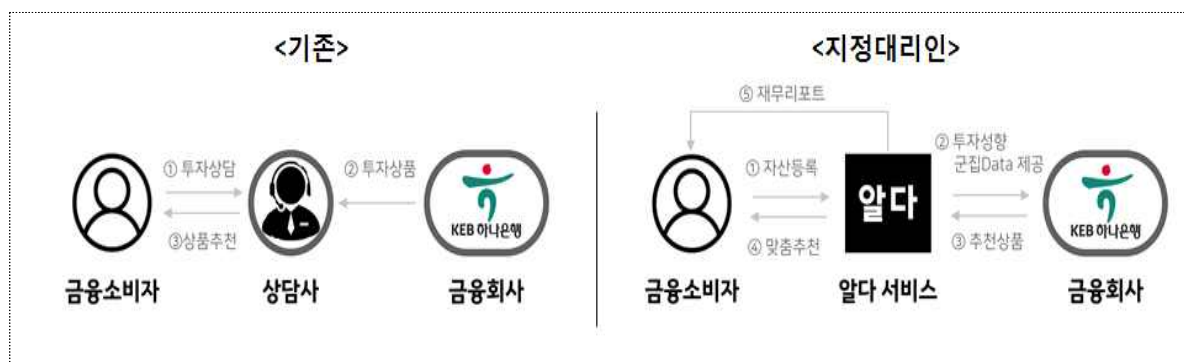 <기존>
① 투자상담
② 투자상품
③상품추천
KEB 하나은행
금융소비자
상담사
금융회사
<지정대리인>
⑤ 재무리포트
① 자산등록
② 투자성향
군집Data 제공
알다
④ 맞춤추천
③ 추천상품
KEB 하나은행
금융소비자
알다 서비스
금융회사